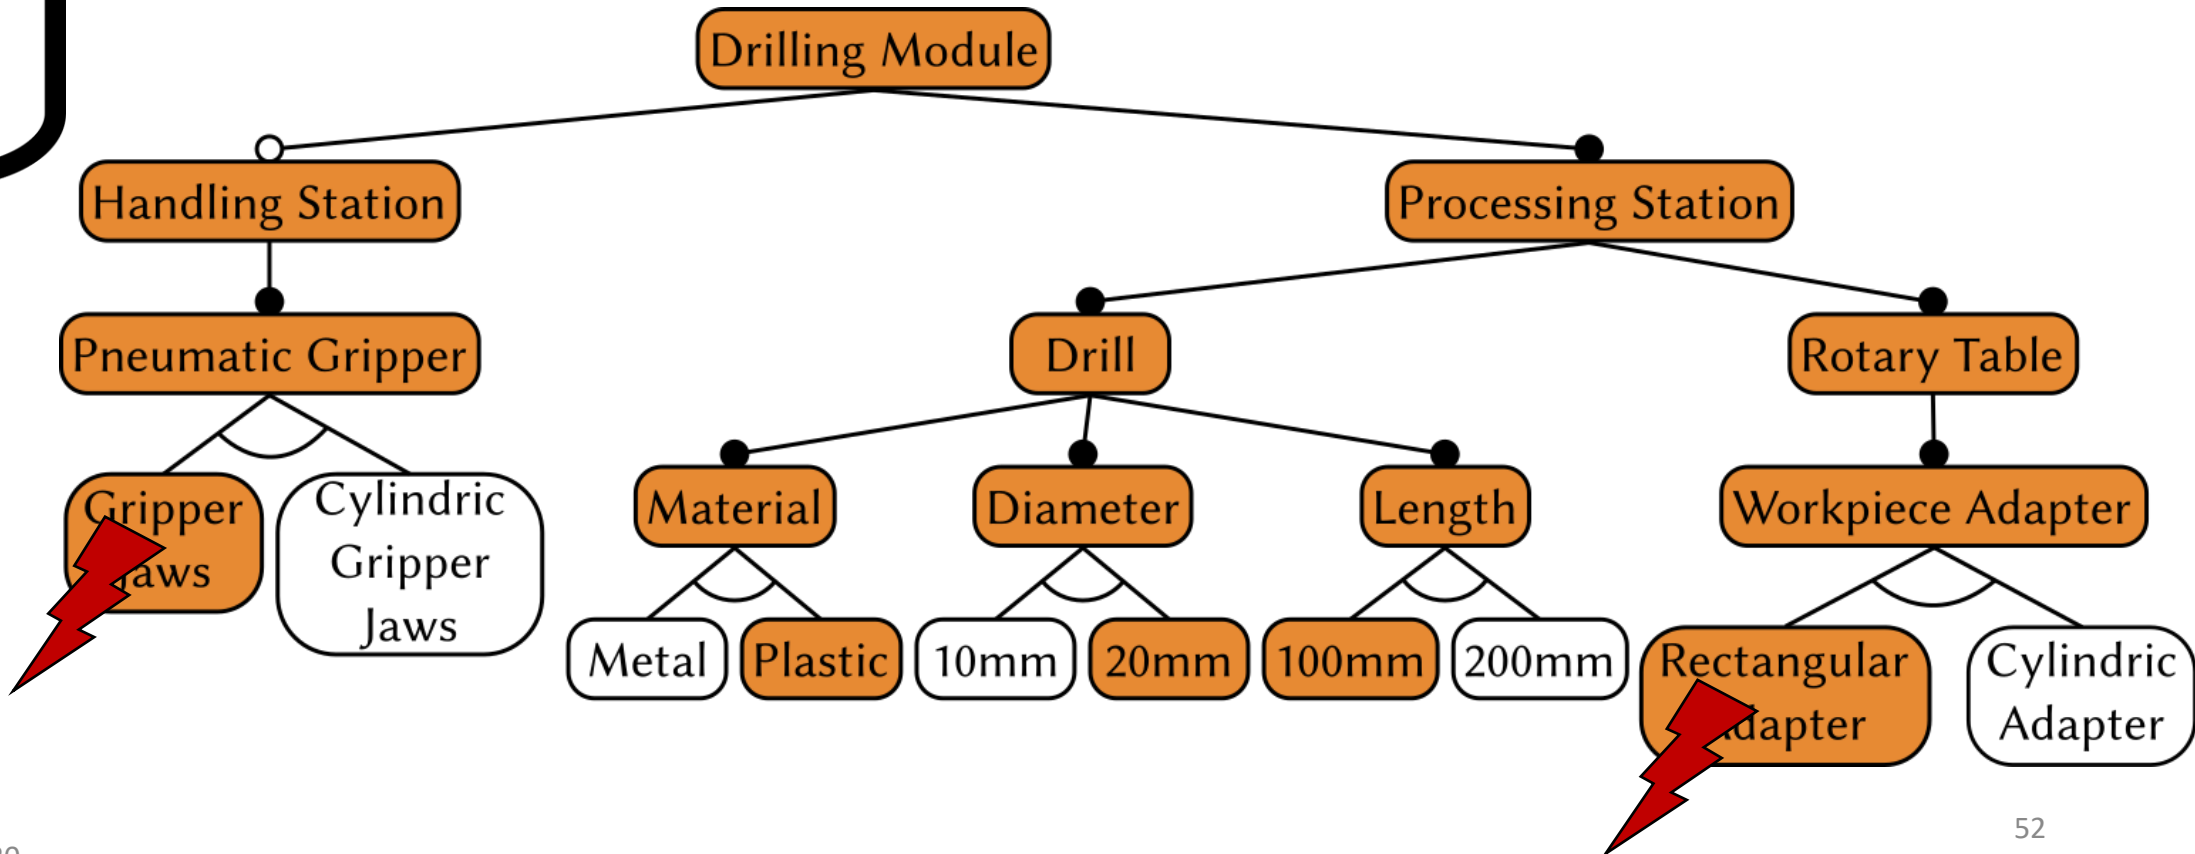 Drilling Module
Handling Station
Processing Station
Pneumatic Gripper
Drill
Rotary Table
Gripper
Jaws
Cylindric
Gripper
Jaws
Material
Diameter
Length
Workpiece Adapter
Metal
Plastic
10mm
20mm
100mm
200mm
Rectangular
Adapter
Cylindric
Adapter
52